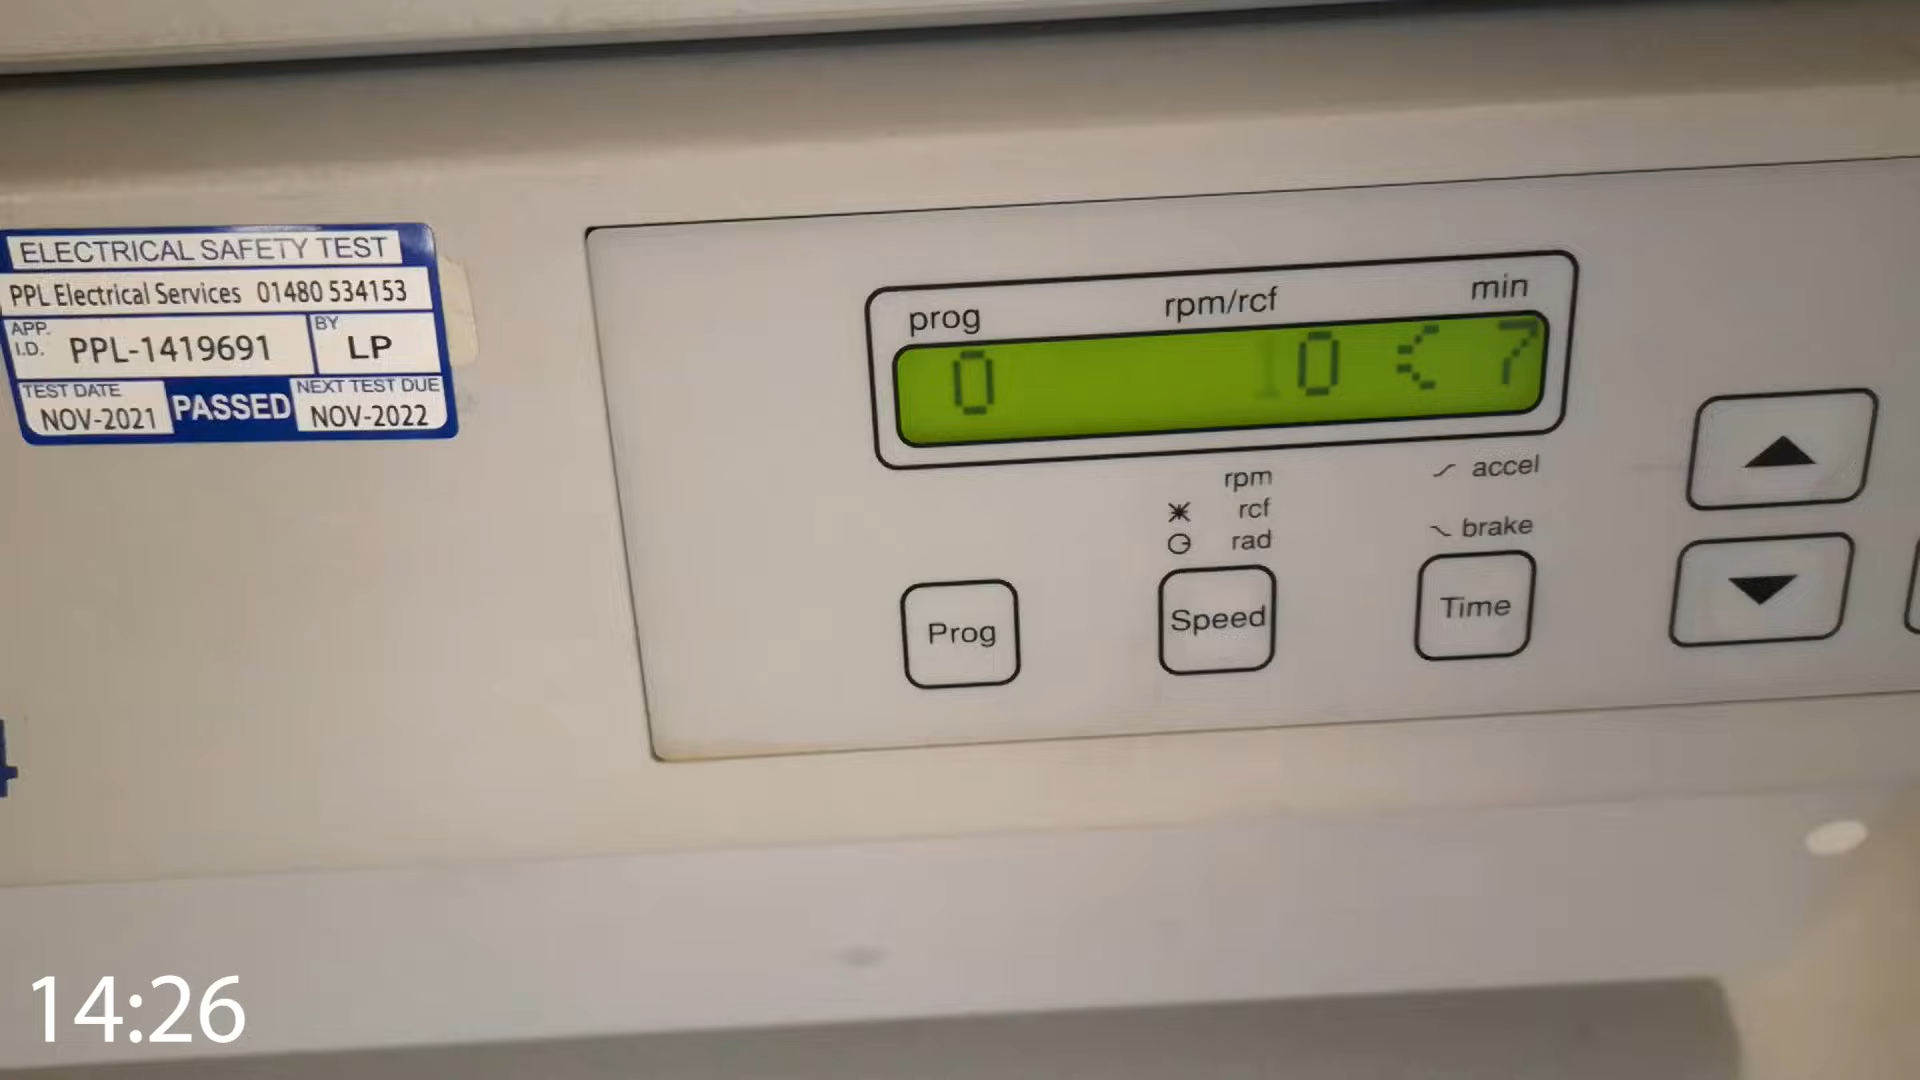 ELECTRICAL SAFETY TEST
PPL Electrical Services 01480 534153
APP. I.D. PPL-1419691 BY LP
TEST DATE NOV-2021 PASSED NEXT TEST DUE NOV-2022
prog rpm/rcf min
0 0 < 7
rpm accel
rcf
rad brake
Prog Speed Time
14:26